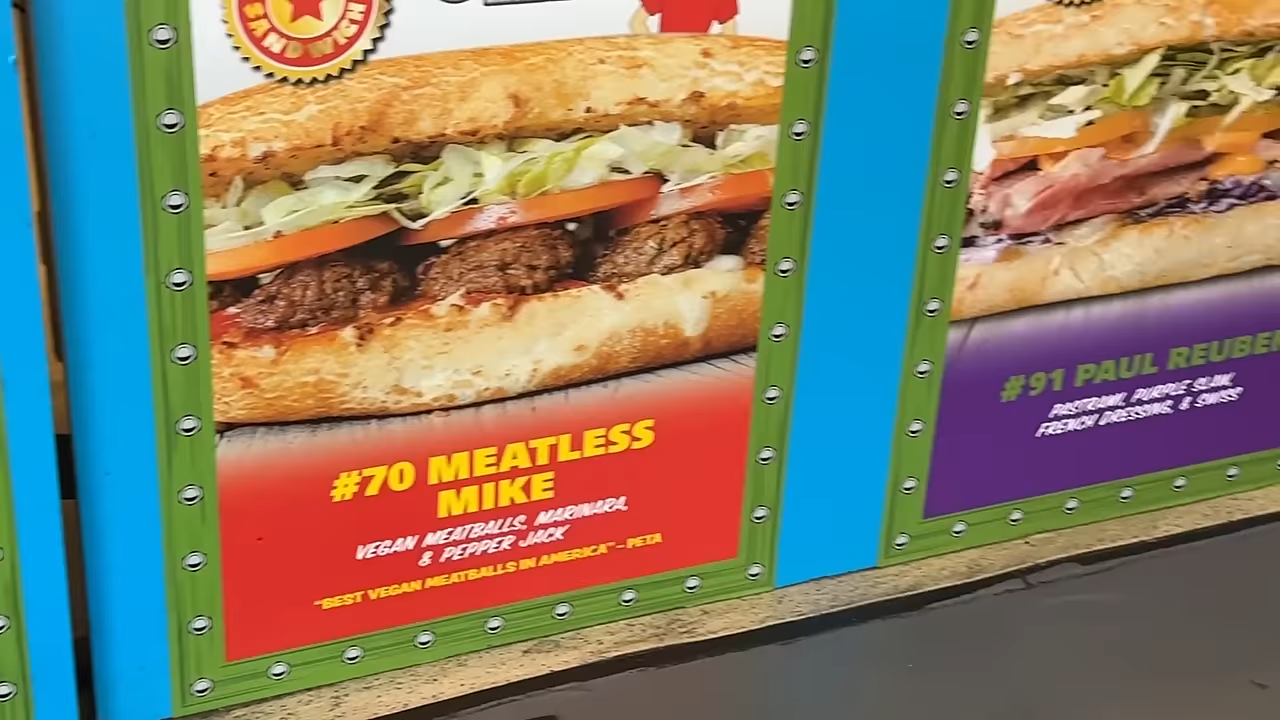 SANDWICH
#70 MEATLESS
MIKE
VEGAN MEATBALLS, MARINARA,
& PEPPER JACK
"BEST VEGAN MEATBALLS IN AMERICA" - PETA
#91 PAUL REUBEN
PASTRAMI, PURPLE SLAW,
FRENCH DRESSING, & SWISS